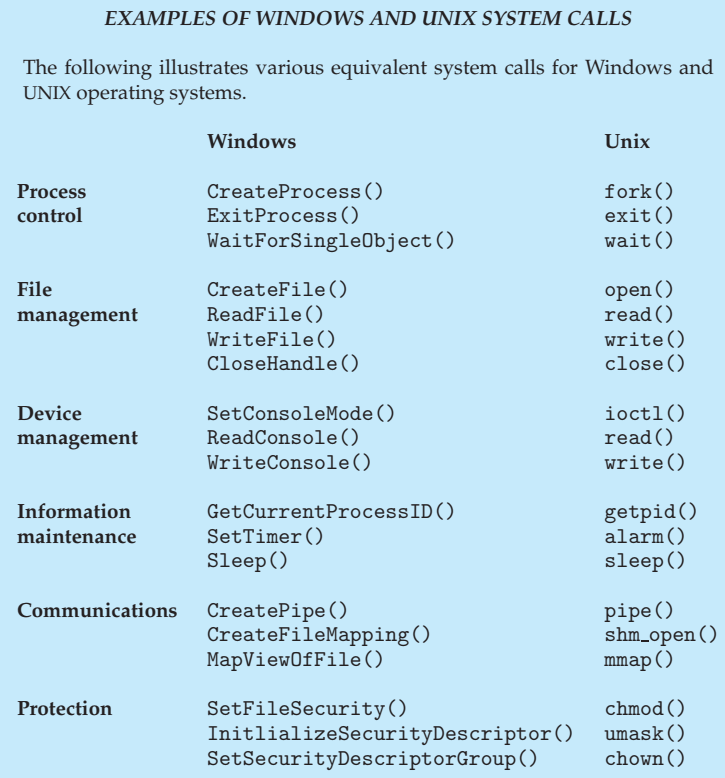 EXAMPLES OF WINDOWS AND UNIX SYSTEM CALLS
The following illustrates various equivalent system calls for Windows and
UNIX operating systems.
Windows Unix
Process CreateProcess() fork()
control ExitProcess() exit()
WaitForSingleObject() wait()
File CreateFile() open()
management ReadFile() read()
WriteFile() write()
CloseHandle() close()
Device SetConsoleMode() ioctl()
management ReadConsole() read()
WriteConsole() write()
Information GetCurrentProcessID() getpid()
maintenance SetTimer() alarm()
Sleep() sleep()
Communications CreatePipe() pipe()
CreateFileMapping() shm_open()
MapViewOfFile() mmap()
Protection SetFileSecurity() chmod()
InitlializeSecurityDescriptor() umask()
SetSecurityDescriptorGroup() chown()